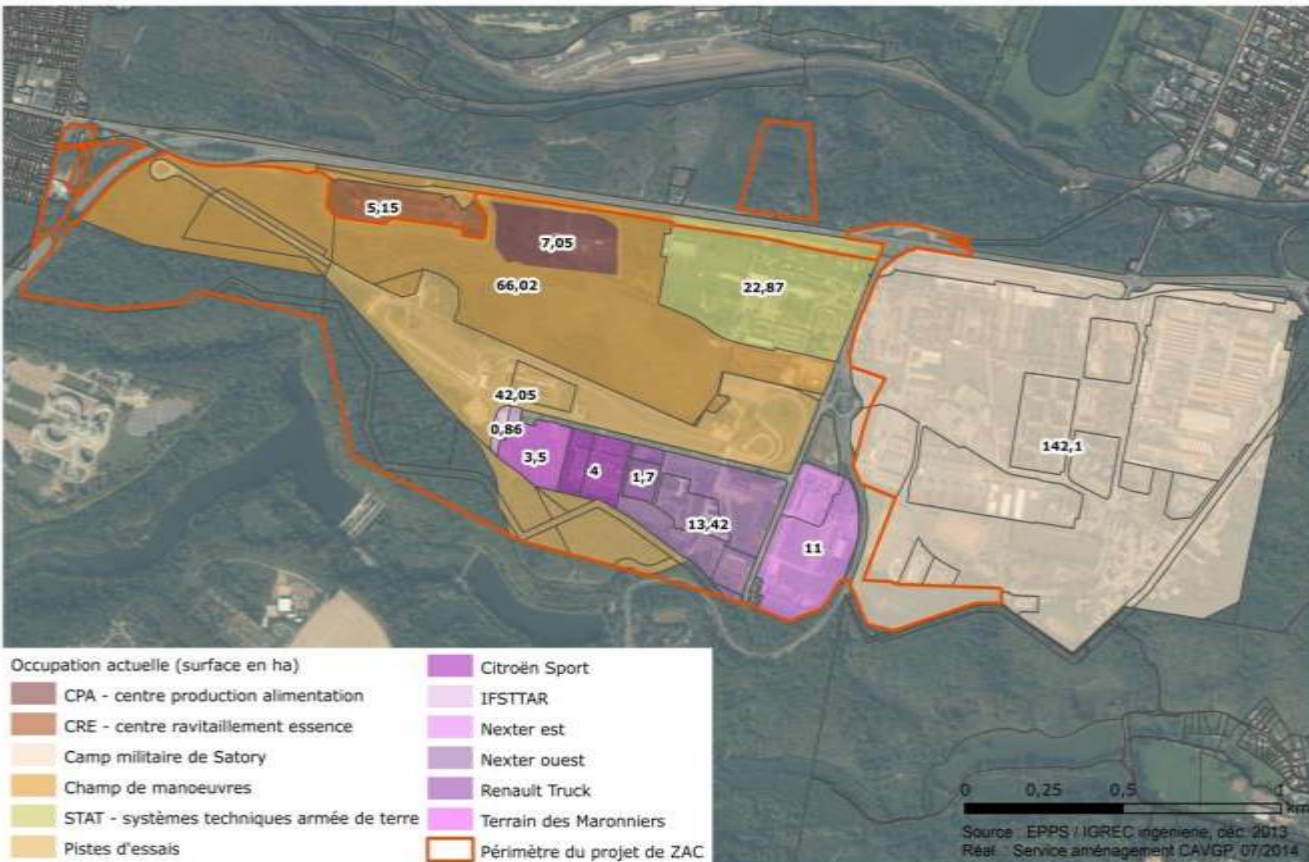 5,15
7,05
66,02
22,87
42,05
0,86
3,5
4
1,7
13,42
11
142,1
Occupation actuelle (surface en ha)
CPA - centre production alimentation
CRE - centre ravitaillement essence
Camp militaire de Satory
Champ de manoeuvres
STAT - systèmes techniques armée de terre
Pistes d'essais
Citroën Sport
IFSTTAR
Nexter est
Nexter ouest
Renault Truck
Terrain des Maronniers
Périmètre du projet de ZAC
0 0,25 0,5 1
km
Source : EPPS / IGREC ingenierie, déc. 2013
Réal : Service aménagement CAVGP, 07/2014